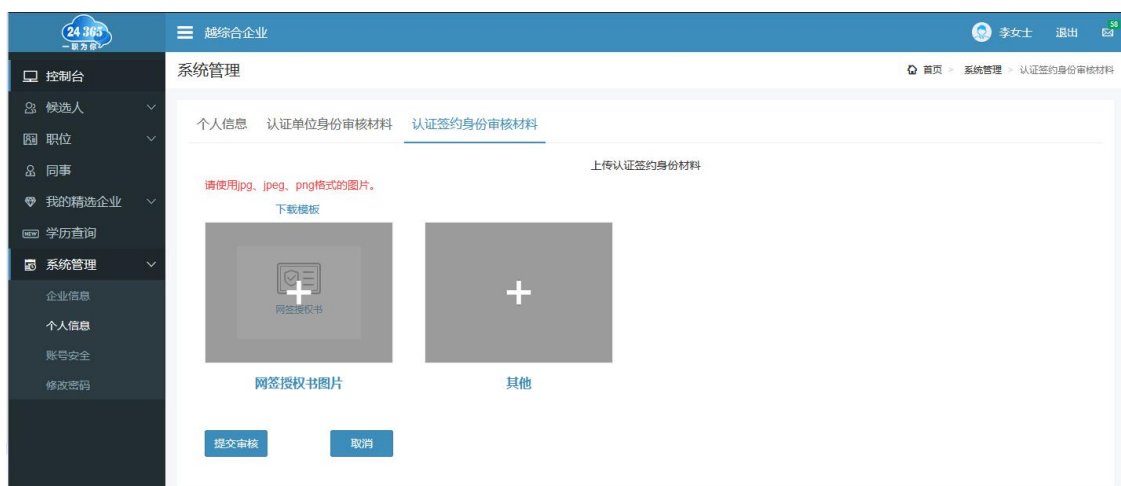 24 365
一职为你
越综合企业
李女士
退出
58
控制台
候选人
职位
同事
我的精选企业
NEW
学历查询
系统管理
企业信息
个人信息
账号安全
修改密码
系统管理
首页 > 系统管理 > 认证签约身份审核材料
个人信息 认证单位身份审核材料 认证签约身份审核材料
上传认证签约身份材料
请使用jpg、jpeg、png格式的图片。
下载模板
网签授权书
网签授权书图片
其他
提交审核
取消